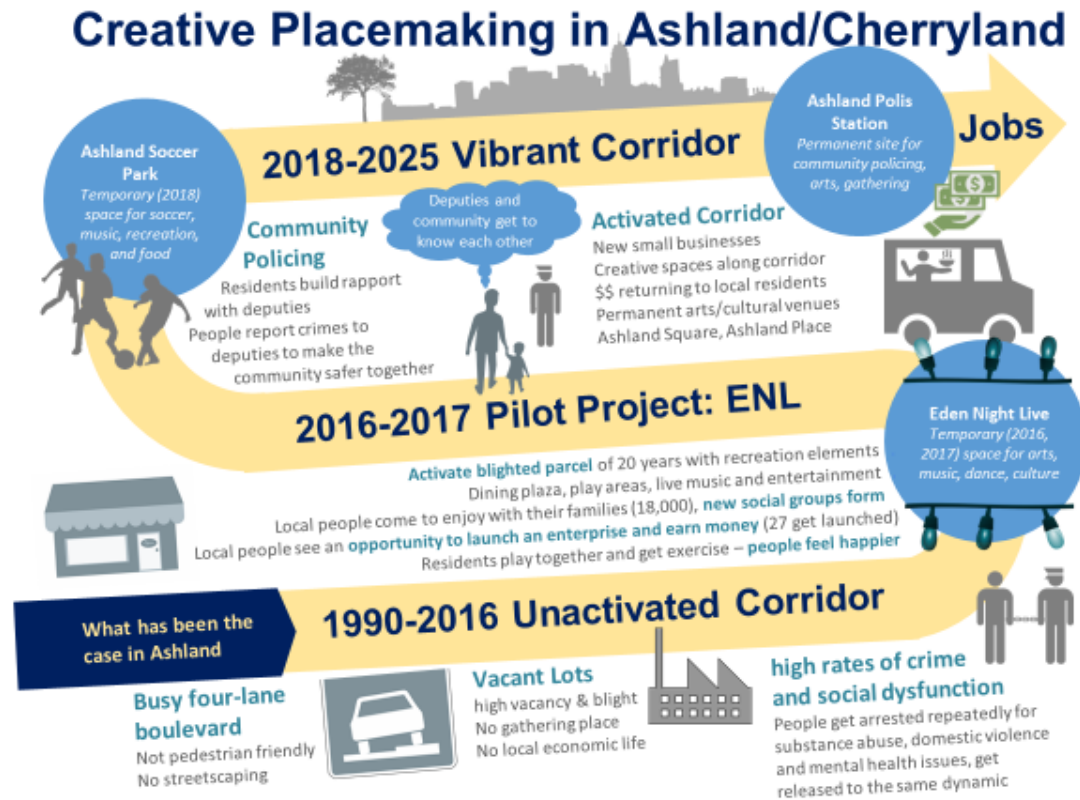 Creative Placemaking in Ashland/Cherryland
Ashland Soccer
Park
Temporary (2018)
space for soccer,
music, recreation,
and food
2018-2025 Vibrant Corridor
Ashland Polis
Station
Permanent site for
community policing,
arts, gathering
Jobs
Community
Policing
Residents build rapport
with deputies
People report crimes to
deputies to make the
community safer together
Deputies and
community get to
know each other
Activated Corridor
New small businesses
Creative spaces along corridor
$$ returning to local residents
Permanent arts/cultural venues
Ashland Square, Ashland Place
2016-2017 Pilot Project: ENL
Eden Night Live
Temporary (2016,
2017) space for arts,
music, dance, culture
Activate blighted parcel of 20 years with recreation elements
Dining plaza, play areas, live music and entertainment
Local people come to enjoy with their families (18,000), new social groups form
Local people see an opportunity to launch an enterprise and earn money (27 get launched)
Residents play together and get exercise – people feel happier
What has been the
case in Ashland
1990-2016 Unactivated Corridor
Busy four-lane
boulevard
Not pedestrian friendly
No streetscaping
Vacant Lots
high vacancy & blight
No gathering place
No local economic life
high rates of crime
and social dysfunction
People get arrested repeatedly for
substance abuse, domestic violence
and mental health issues, get
released to the same dynamic